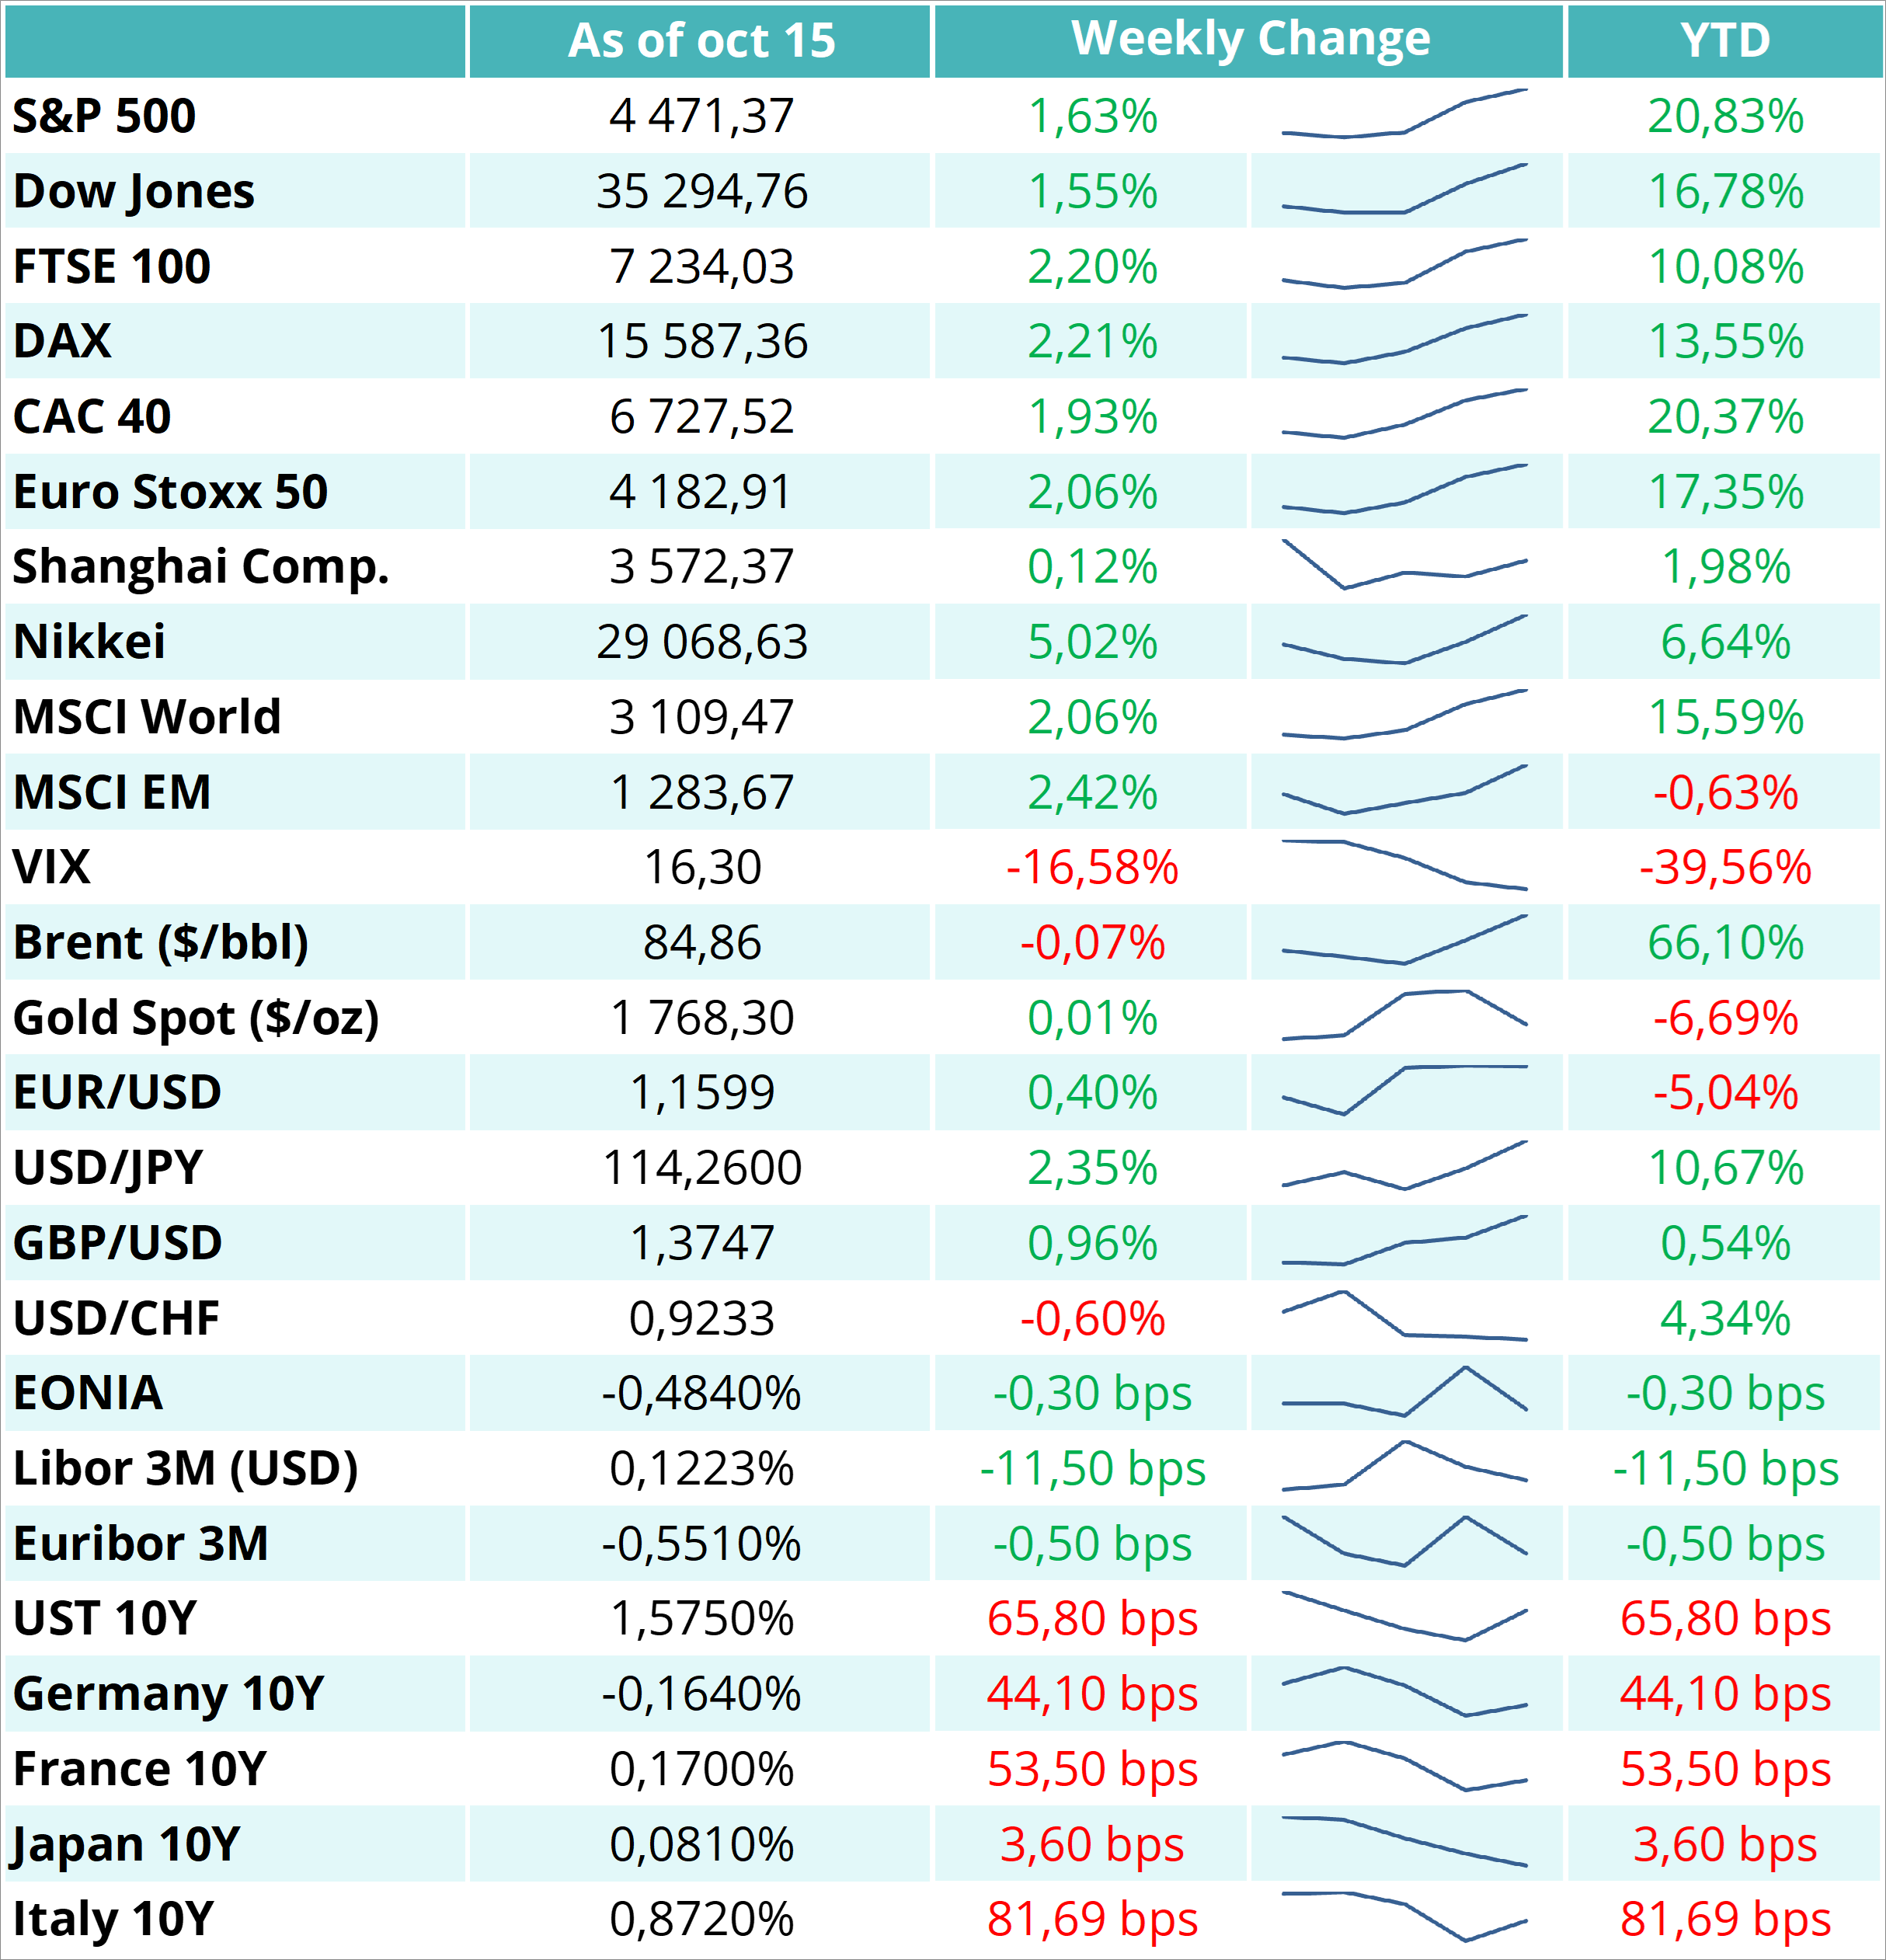 As of oct 15 Weekly Change YTD
S&P 500 4 471,37 1,63% 20,83%
Dow Jones 35 294,76 1,55% 16,78%
FTSE 100 7 234,03 2,20% 10,08%
DAX 15 587,36 2,21% 13,55%
CAC 40 6 727,52 1,93% 20,37%
Euro Stoxx 50 4 182,91 2,06% 17,35%
Shanghai Comp. 3 572,37 0,12% 1,98%
Nikkei 29 068,63 5,02% 6,64%
MSCI World 3 109,47 2,06% 15,59%
MSCI EM 1 283,67 2,42% -0,63%
VIX 16,30 -16,58% -39,56%
Brent ($/bbl) 84,86 -0,07% 66,10%
Gold Spot ($/oz) 1 768,30 0,01% -6,69%
EUR/USD 1,1599 0,40% -5,04%
USD/JPY 114,2600 2,35% 10,67%
GBP/USD 1,3747 0,96% 0,54%
USD/CHF 0,9233 -0,60% 4,34%
EONIA -0,4840% -0,30 bps -0,30 bps
Libor 3M (USD) 0,1223% -11,50 bps -11,50 bps
Euribor 3M -0,5510% -0,50 bps -0,50 bps
UST 10Y 1,5750% 65,80 bps 65,80 bps
Germany 10Y -0,1640% 44,10 bps 44,10 bps
France 10Y 0,1700% 53,50 bps 53,50 bps
Japan 10Y 0,0810% 3,60 bps 3,60 bps
Italy 10Y 0,8720% 81,69 bps 81,69 bps